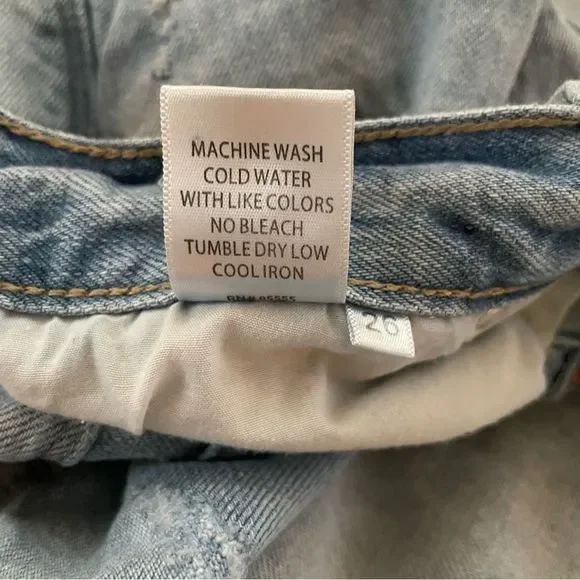 MACHINE WASH
COLD WATER
WITH LIKE COLORS
NO BLEACH
TUMBLE DRY LOW
COOL IRON
26